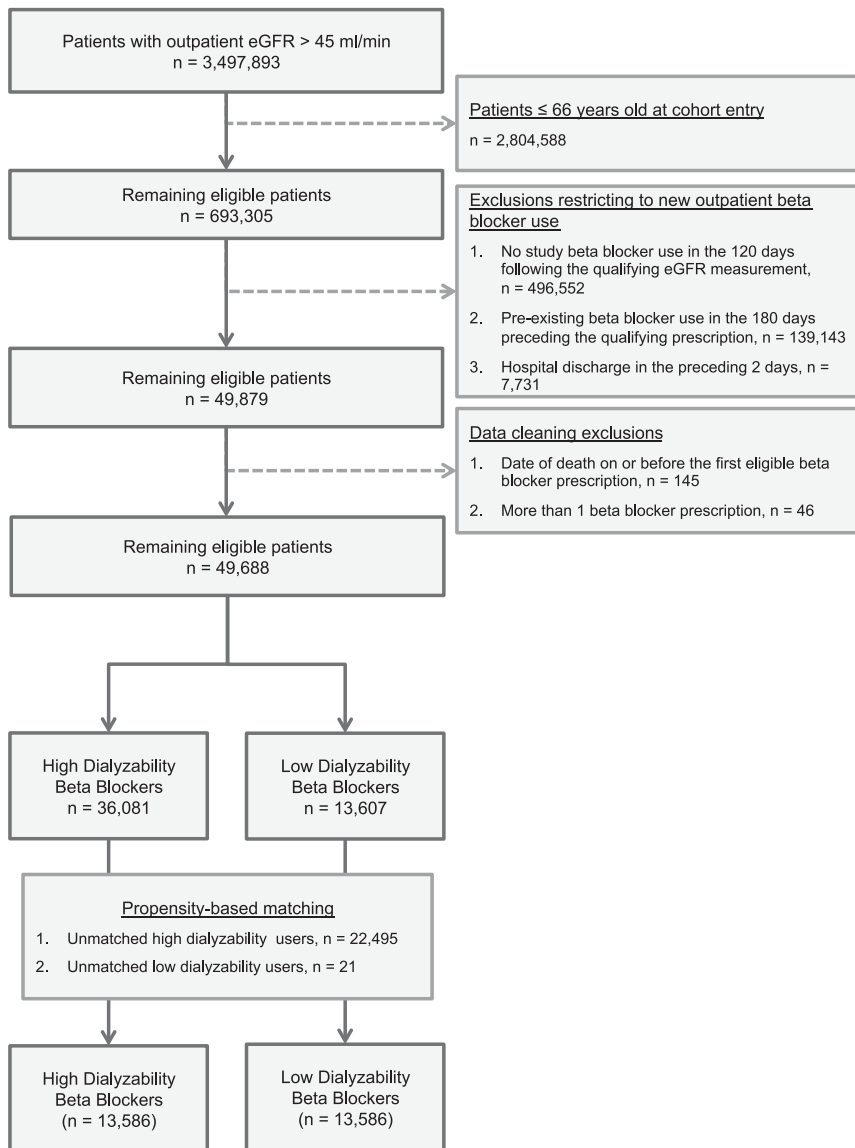 Patients with outpatient eGFR > 45 ml/min
n = 3,497,893
Patients ≤ 66 years old at cohort entry
n = 2,804,588
Remaining eligible patients
n = 693,305
Exclusions restricting to new outpatient beta
blocker use
1. No study beta blocker use in the 120 days
following the qualifying eGFR measurement,
n = 496,552
2. Pre-existing beta blocker use in the 180 days
preceding the qualifying prescription, n = 139,143
3. Hospital discharge in the preceding 2 days, n =
7,731
Remaining eligible patients
n = 49,879
Data cleaning exclusions
1. Date of death on or before the first eligible beta
blocker prescription, n = 145
2. More than 1 beta blocker prescription, n = 46
Remaining eligible patients
n = 49,688
High Dialyzability
Beta Blockers
n = 36,081
Low Dialyzability
Beta Blockers
n = 13,607
Propensity-based matching
1. Unmatched high dialyzability users, n = 22,495
2. Unmatched low dialyzability users, n = 21
High Dialyzability
Beta Blockers
(n = 13,586)
Low Dialyzability
Beta Blockers
(n = 13,586)